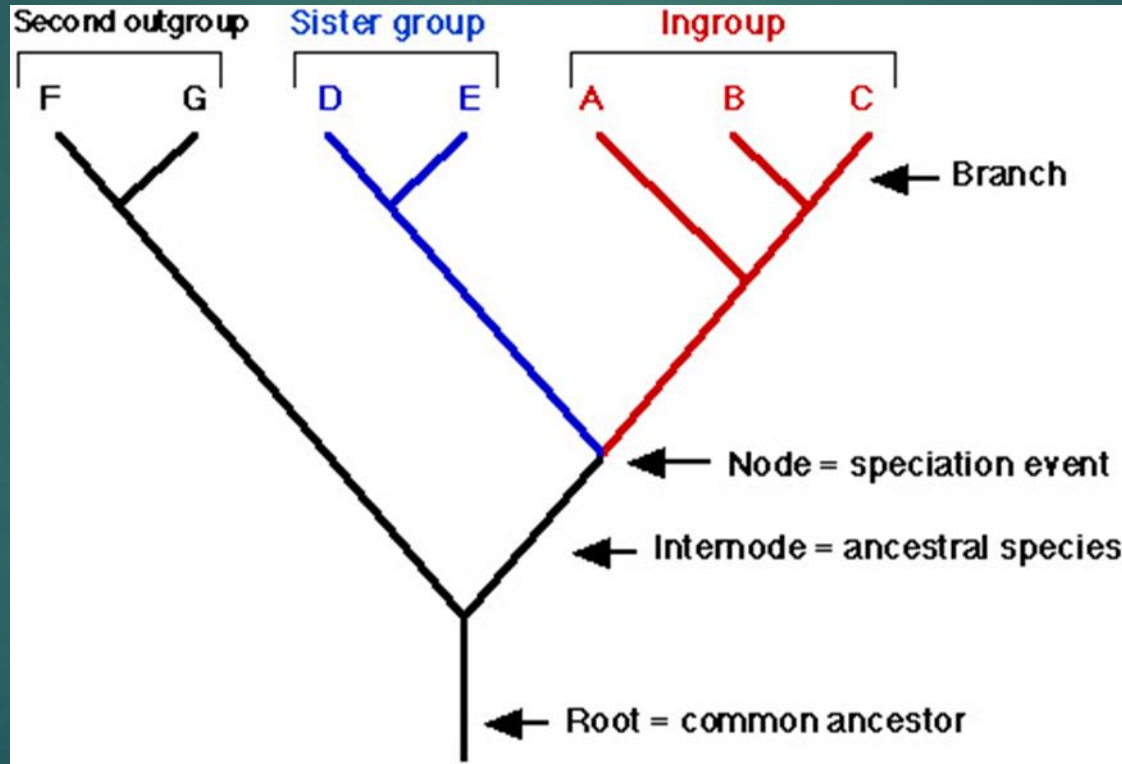 Second outgroup Sister group Ingroup
F G D E A B C
Branch
Node = speciation event
Internode = ancestral species
Root = common ancestor